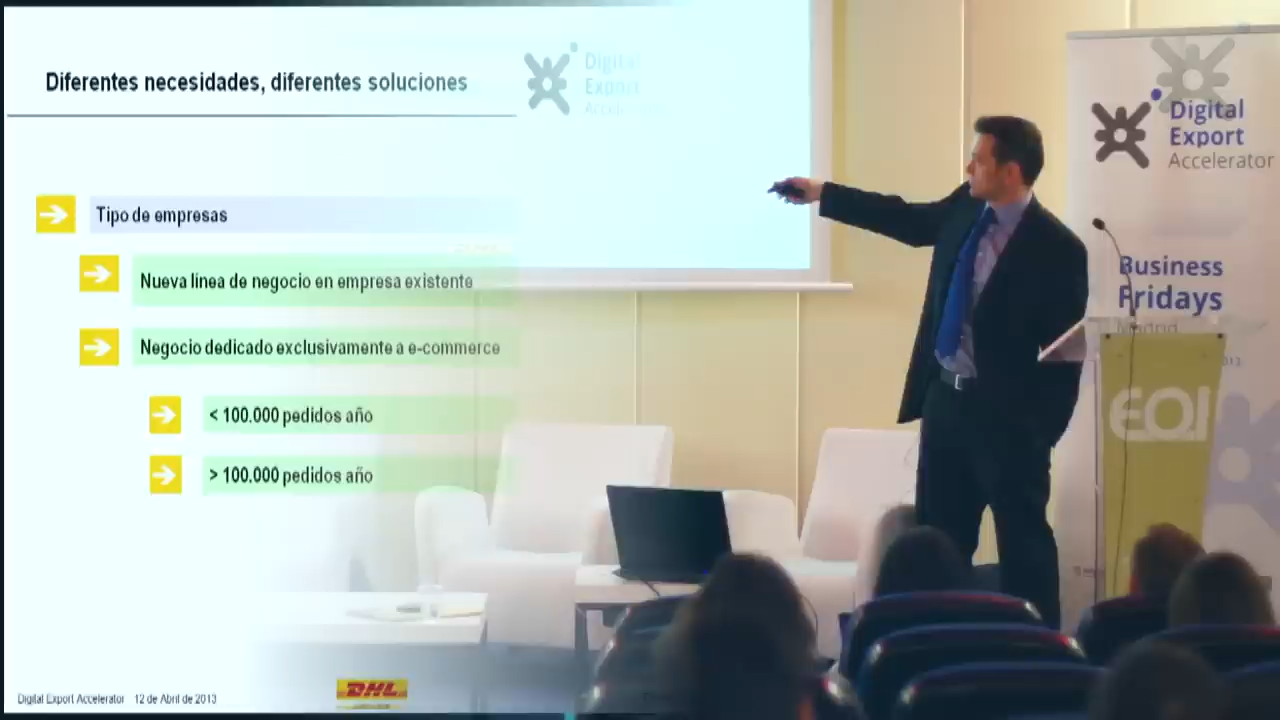 Diferentes necesidades, diferentes soluciones
Digital
Export
Accelerator
Tipo de empresas
Nueva línea de negocio en empresa existente
Negocio dedicado exclusivamente a e-commerce
< 100.000 pedidos año
> 100.000 pedidos año
Digital Export Accelerator 12 de Abril de 2013
DHL
Digital
Export
Accelerator
Business
Fridays
Madrid
EOI